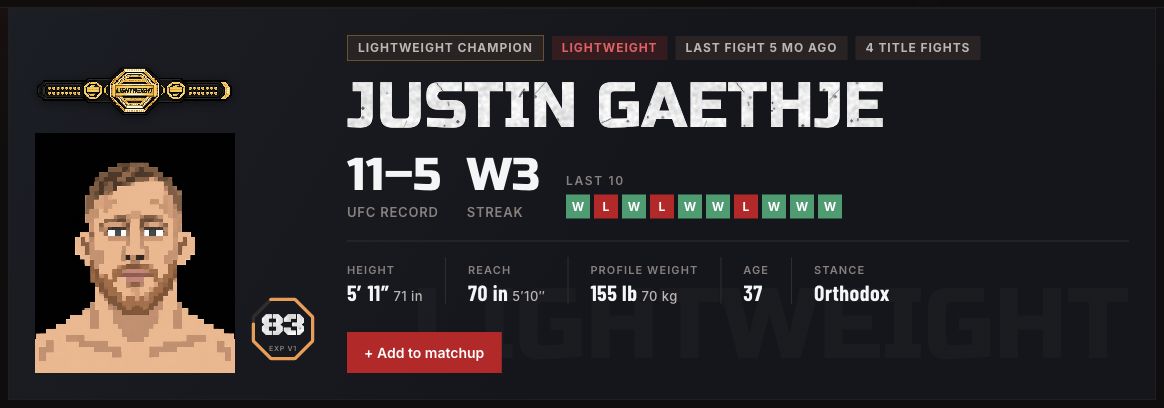 LIGHTWEIGHT CHAMPION LIGHTWEIGHT LAST FIGHT 5 MO AGO 4 TITLE FIGHTS
LIGHTWEIGHT
JUSTIN GAETHJE
11–5 W3
LAST 10
UFC RECORD STREAK
W L W L W W L W W W
HEIGHT REACH PROFILE WEIGHT AGE STANCE
5′ 11″ 71 in 70 in 5'10" 155 lb 70 kg 37 Orthodox
83
EXP V1
LIGHTWEIGHT
+ Add to matchup